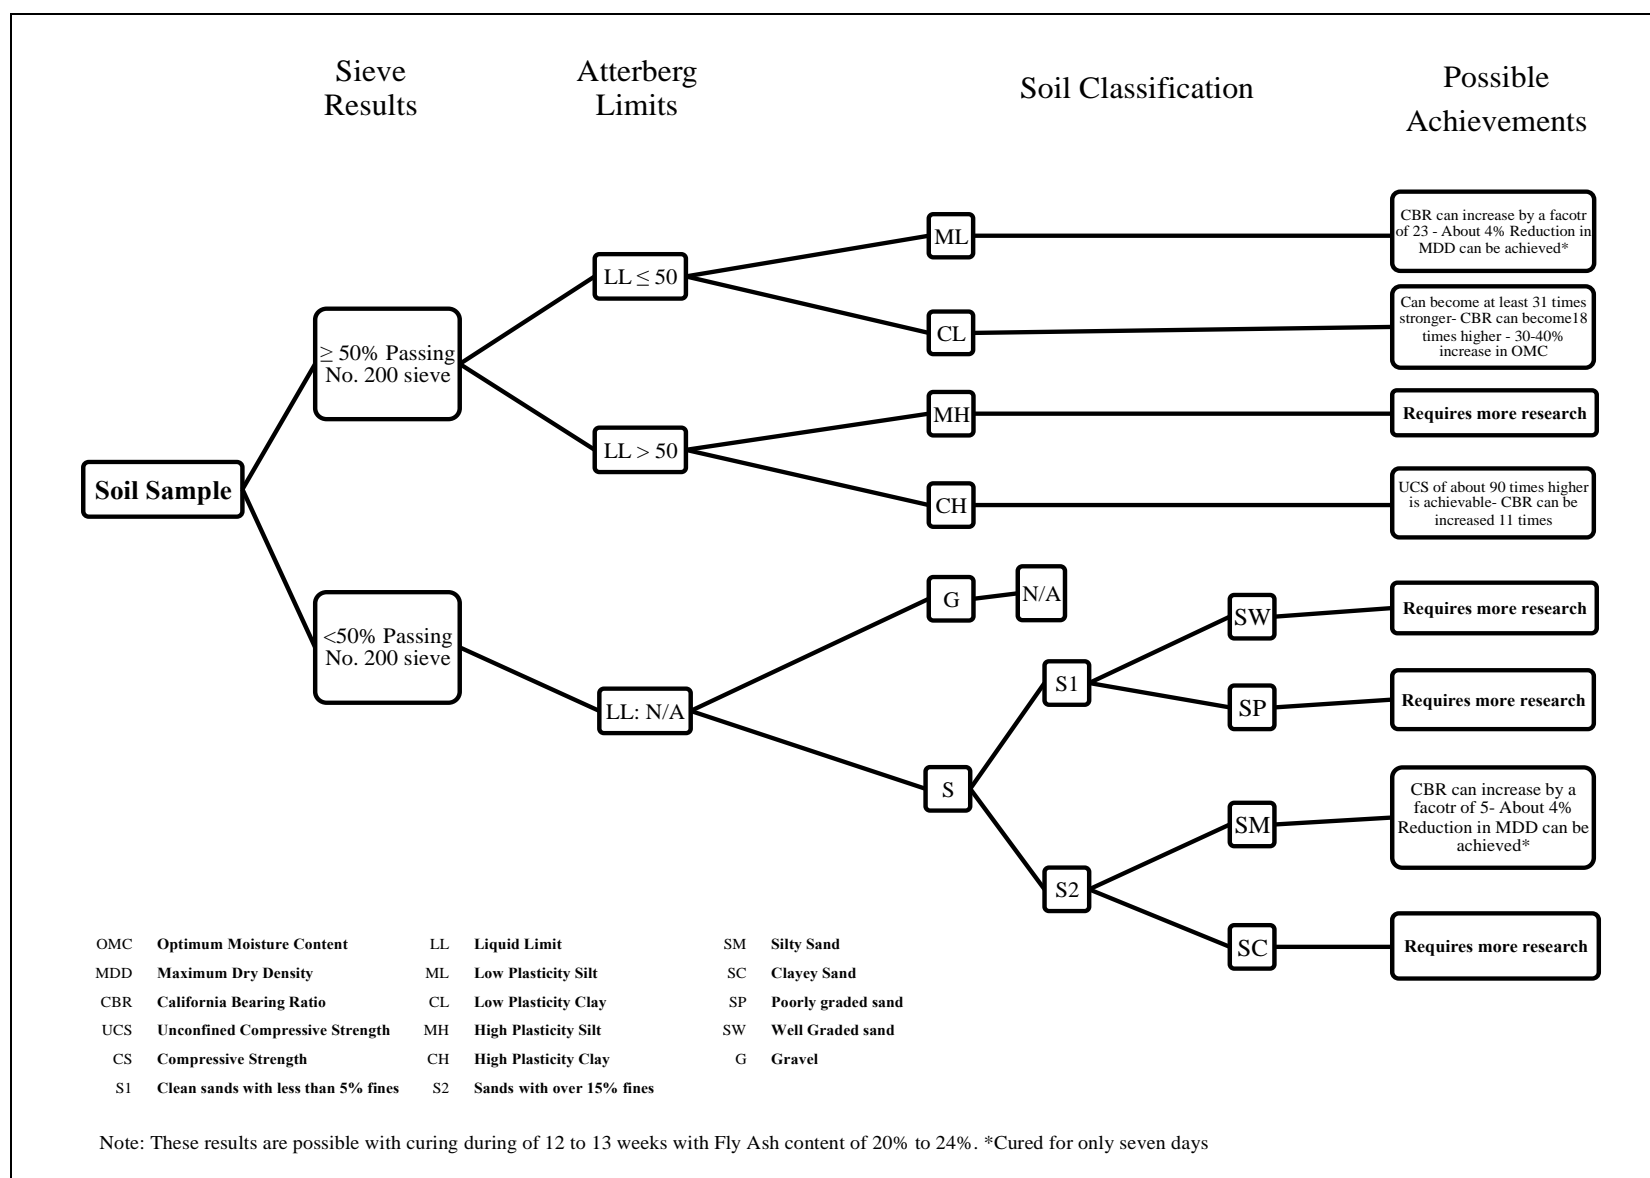 Sieve
Results
Atterberg
Limits
Soil Classification
Possible
Achievements
Soil Sample
≥ 50% Passing
No. 200 sieve
<50% Passing
No. 200 sieve
LL ≤ 50
LL > 50
LL: N/A
ML
CL
MH
CH
G
N/A
S
S1
S2
SW
SP
SM
SC
CBR can increase by a facotr
of 23 - About 4% Reduction in
MDD can be achieved*
Can become at least 31 times
stronger- CBR can become18
times higher - 30-40%
increase in OMC
Requires more research
UCS of about 90 times higher
is achievable- CBR can be
increased 11 times
Requires more research
Requires more research
CBR can increase by a
facotr of 5- About 4%
Reduction in MDD can be
achieved*
Requires more research
OMC Optimum Moisture Content LL Liquid Limit SM Silty Sand
MDD Maximum Dry Density ML Low Plasticity Silt SC Clayey Sand
CBR California Bearing Ratio CL Low Plasticity Clay SP Poorly graded sand
UCS Unconfined Compressive Strength MH High Plasticity Silt SW Well Graded sand
CS Compressive Strength CH High Plasticity Clay G Gravel
S1 Clean sands with less than 5% fines S2 Sands with over 15% fines
Note: These results are possible with curing during of 12 to 13 weeks with Fly Ash content of 20% to 24%. *Cured for only seven days